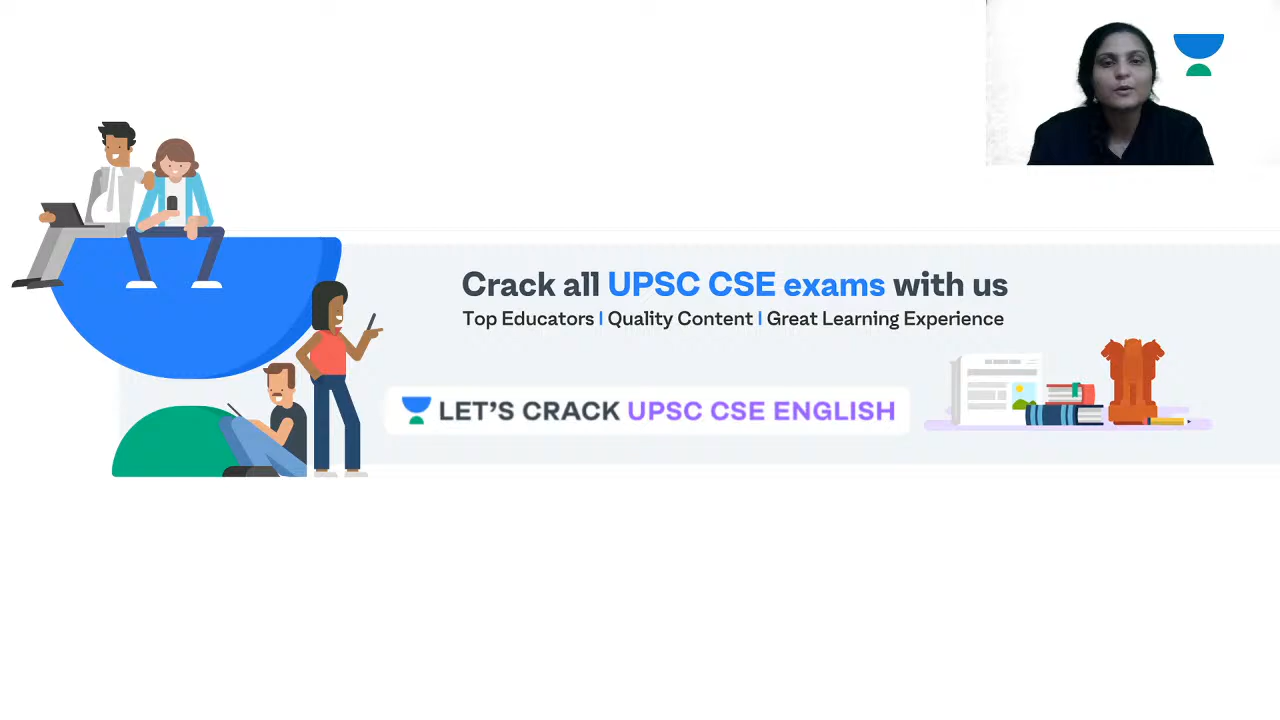 Crack all UPSC CSE exams with us
Top Educators | Quality Content | Great Learning Experience
LET'S CRACK UPSC CSE ENGLISH